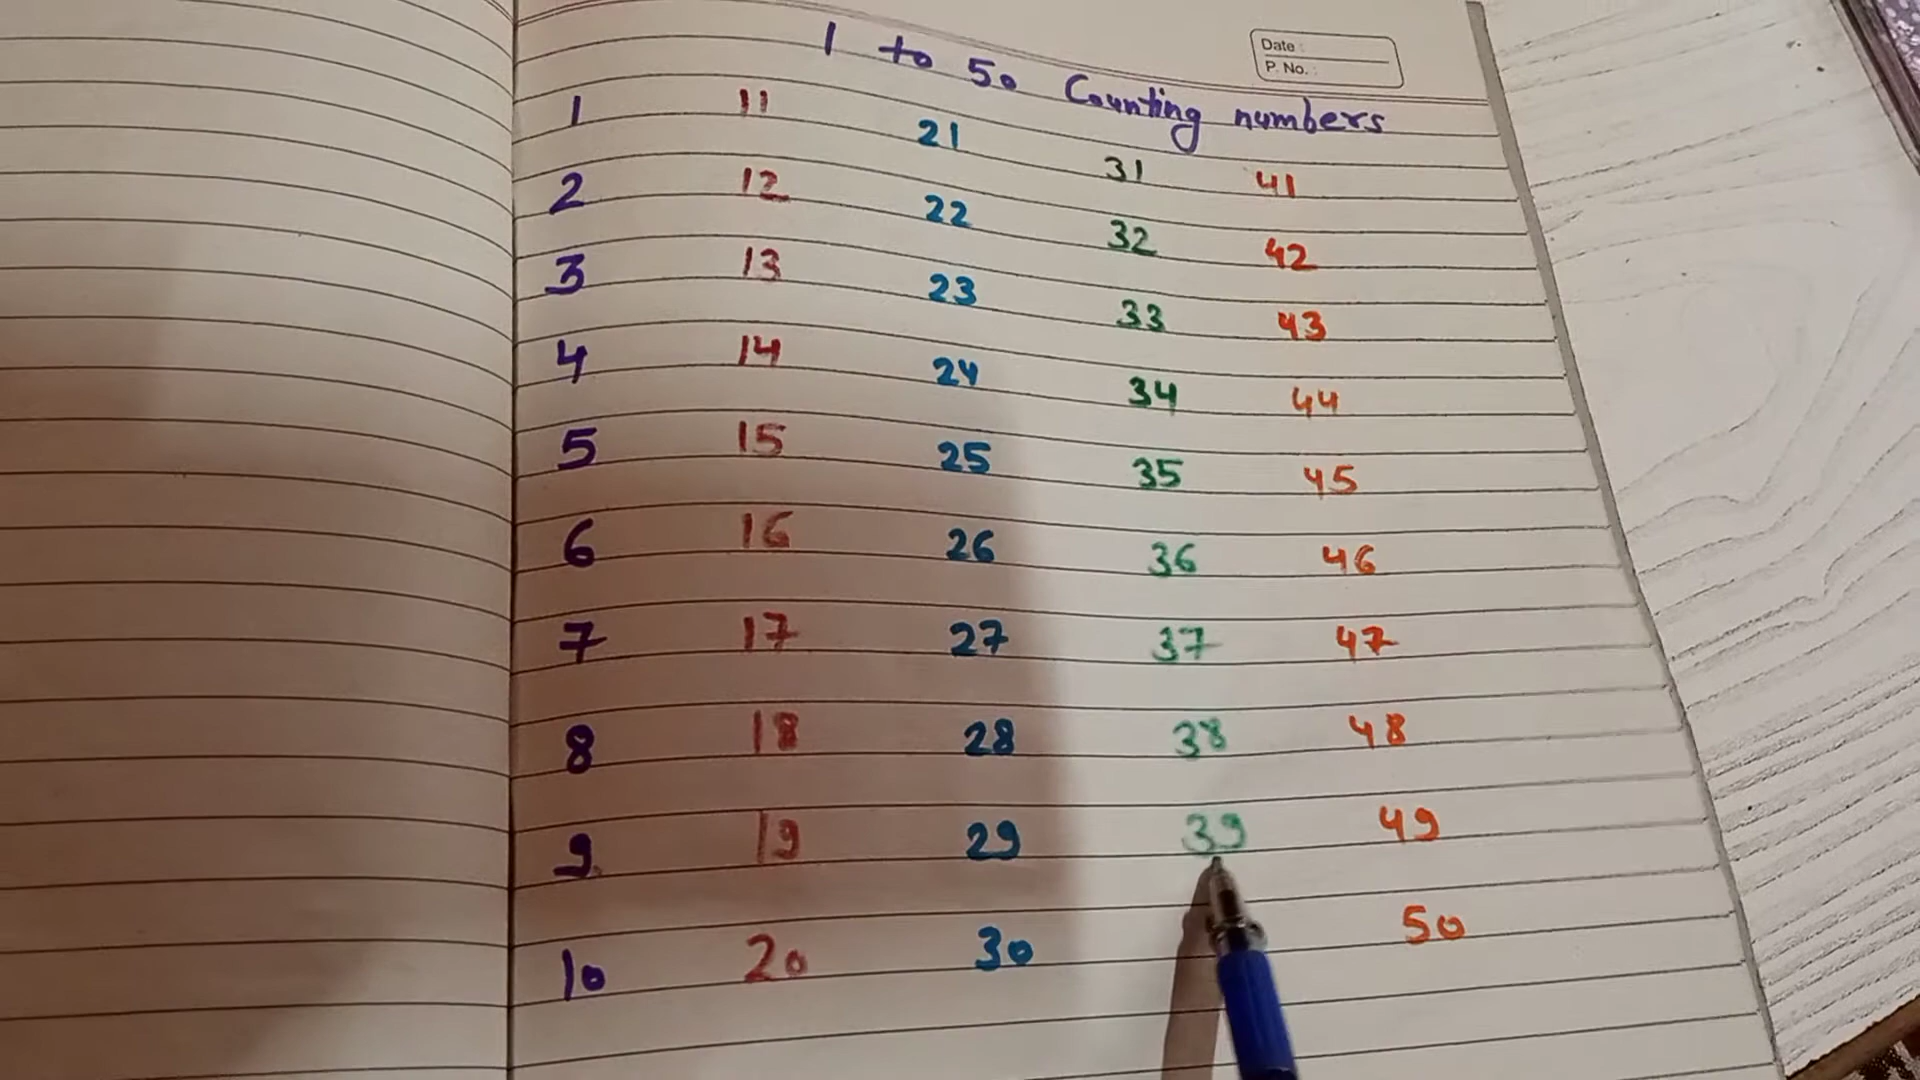 Date :
P. No. :
1 to 50 Counting numbers
1 11 21 31 41
2 12 22 32 42
3 13 23 33 43
4 14 24 34 44
5 15 25 35 45
6 16 26 36 46
7 17 27 37 47
8 18 28 38 48
9 19 29 39 49
10 20 30 50